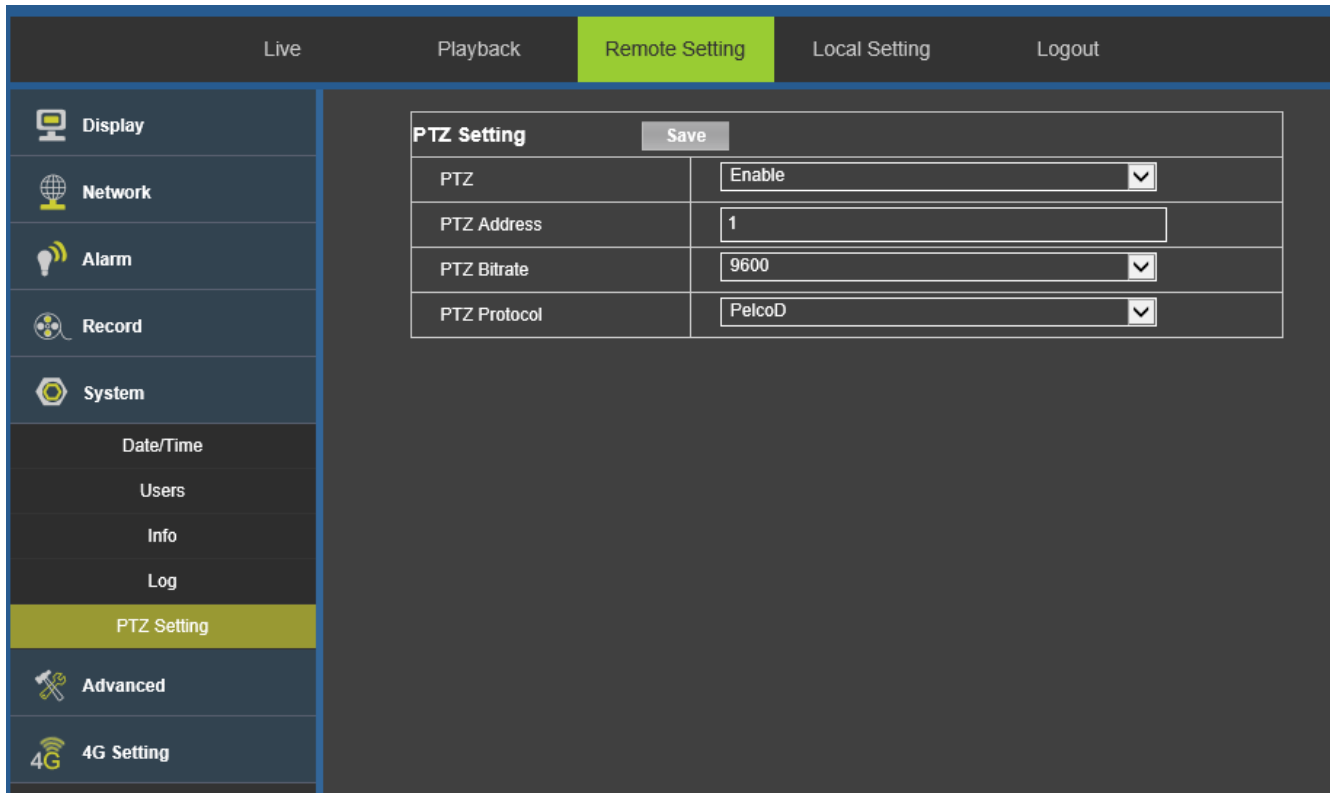 Live Playback Remote Setting Local Setting Logout
Display
Network
Alarm
Record
System
Date/Time
Users
Info
Log
PTZ Setting
Advanced
4G 4G Setting
PTZ Setting Save
PTZ Enable
PTZ Address 1
PTZ Bitrate 9600
PTZ Protocol PelcoD